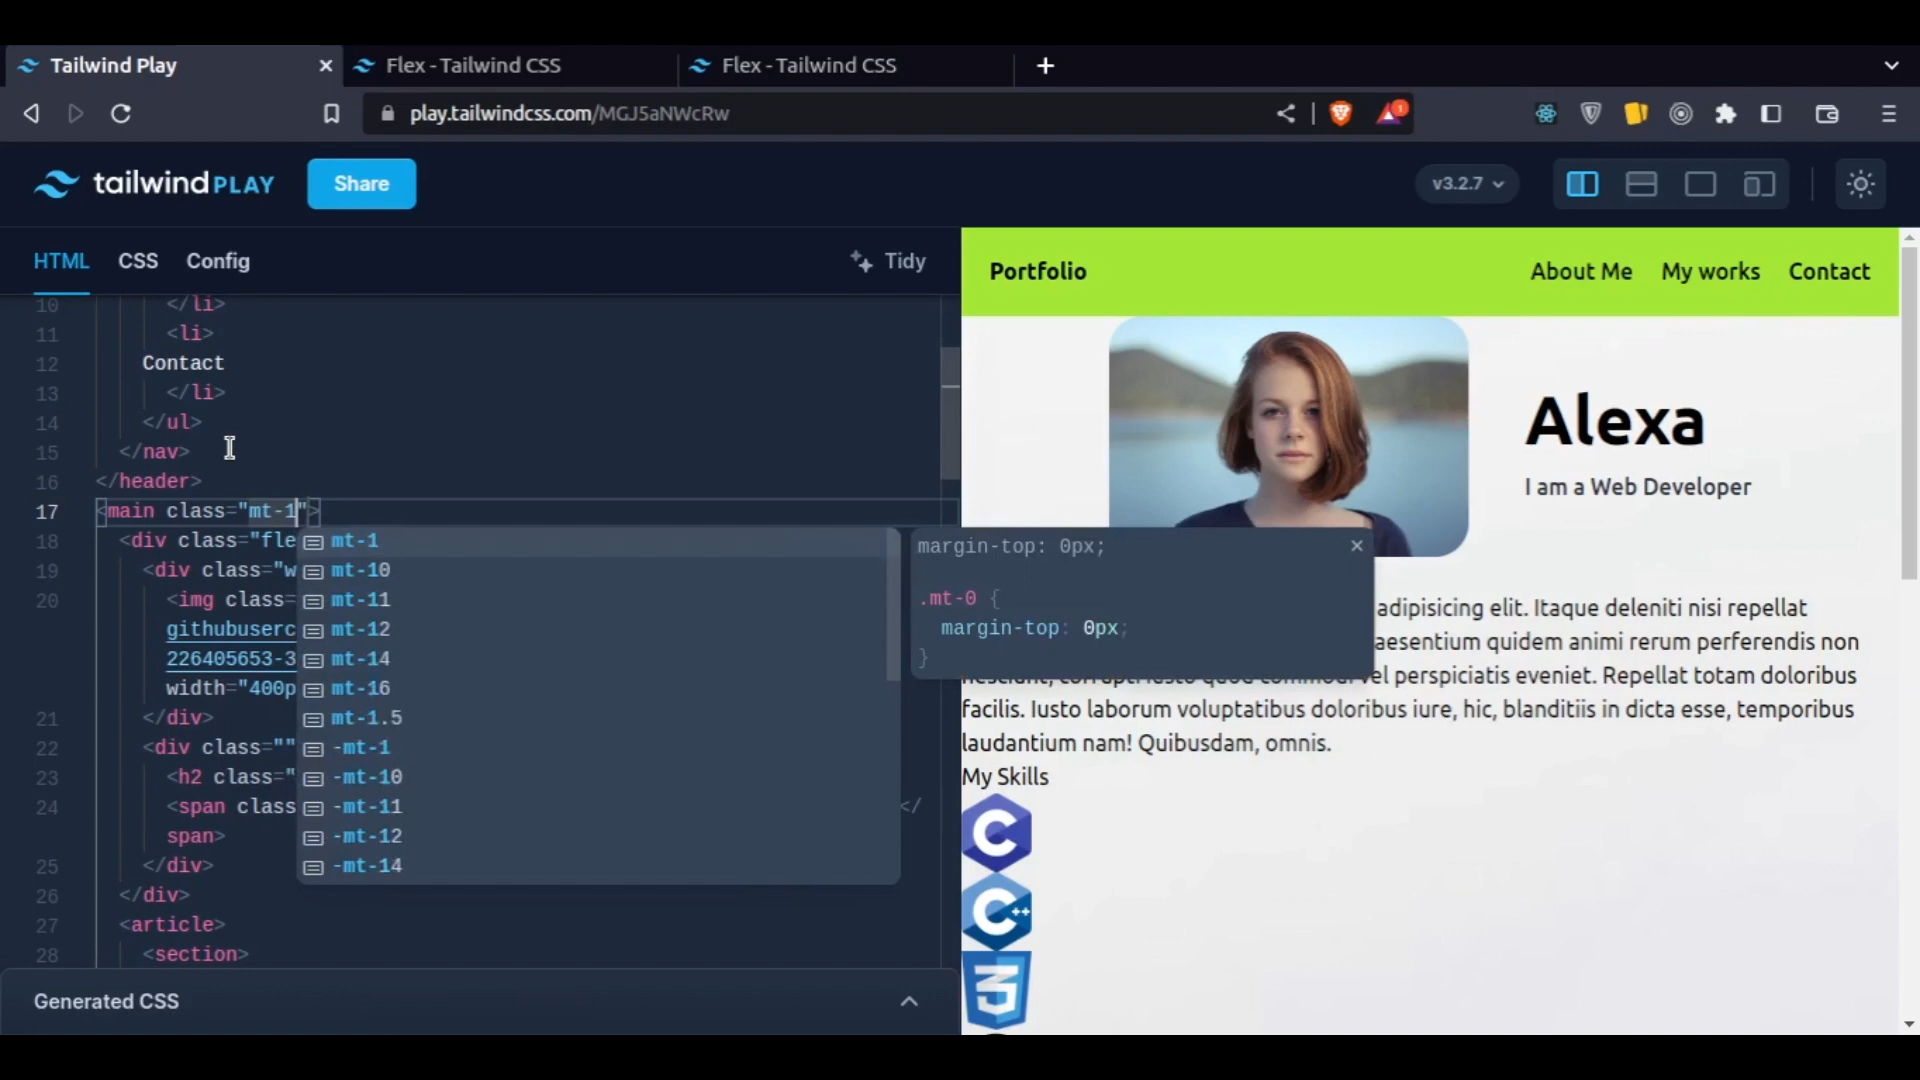 Tailwind Play
Flex - Tailwind CSS
Flex - Tailwind CSS
play.tailwindcss.com/MGJ5aNWcRw
1
tailwind PLAY
Share
v3.2.7
HTML
CSS
Config
Tidy
10 </li>
11 <li>
12 Contact
13 </li>
14 </ul>
15 </nav>
16 </header>
17 <main class="mt-1">
18 <div class="fle
19 <div class="w
20 <img class=
githubuserc
226405653-3
width="400p
21 </div>
22 <div class=""
23 <h2 class="
24 <span class
</
span>
25 </div>
26 </div>
27 <article>
28 <section>
mt-1
mt-10
mt-11
mt-12
mt-14
mt-16
mt-1.5
-mt-1
-mt-10
-mt-11
-mt-12
-mt-14
margin-top: 0px;
.mt-0 {
margin-top: 0px;
}
Generated CSS
Portfolio
About Me
My works
Contact
Alexa
I am a Web Developer
adipisicing elit. Itaque deleniti nisi repellat
aesentium quidem animi rerum perferendis non
vel perspiciatis eveniet. Repellat totam doloribus
facilis. Iusto laborum voluptatibus doloribus iure, hic, blanditiis in dicta esse, temporibus
laudantium nam! Quibusdam, omnis.
My Skills
C
C++
3